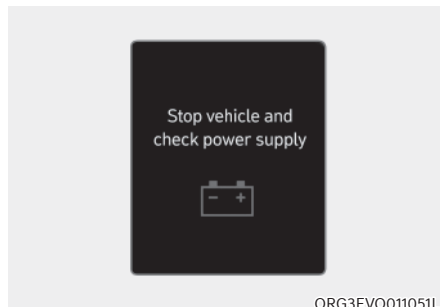 Stop vehicle and
check power supply
- +
ORG3EVQ011051L